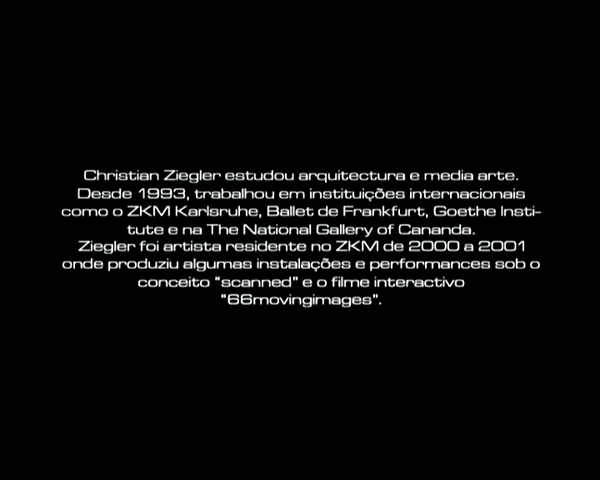 Christian Ziegler estudou arquitectura e media arte.
Desde 1993, trabalhou em instituições internacionais
como o ZKM Karlsruhe, Ballet de Frankfurt, Goethe Insti-
tute e na The National Gallery of Cananda.
Ziegler foi artista residente no ZKM de 2000 a 2001
onde produziu algumas instalações e performances sob o
conceito "scanned" e o filme interactivo
"66movingimages".